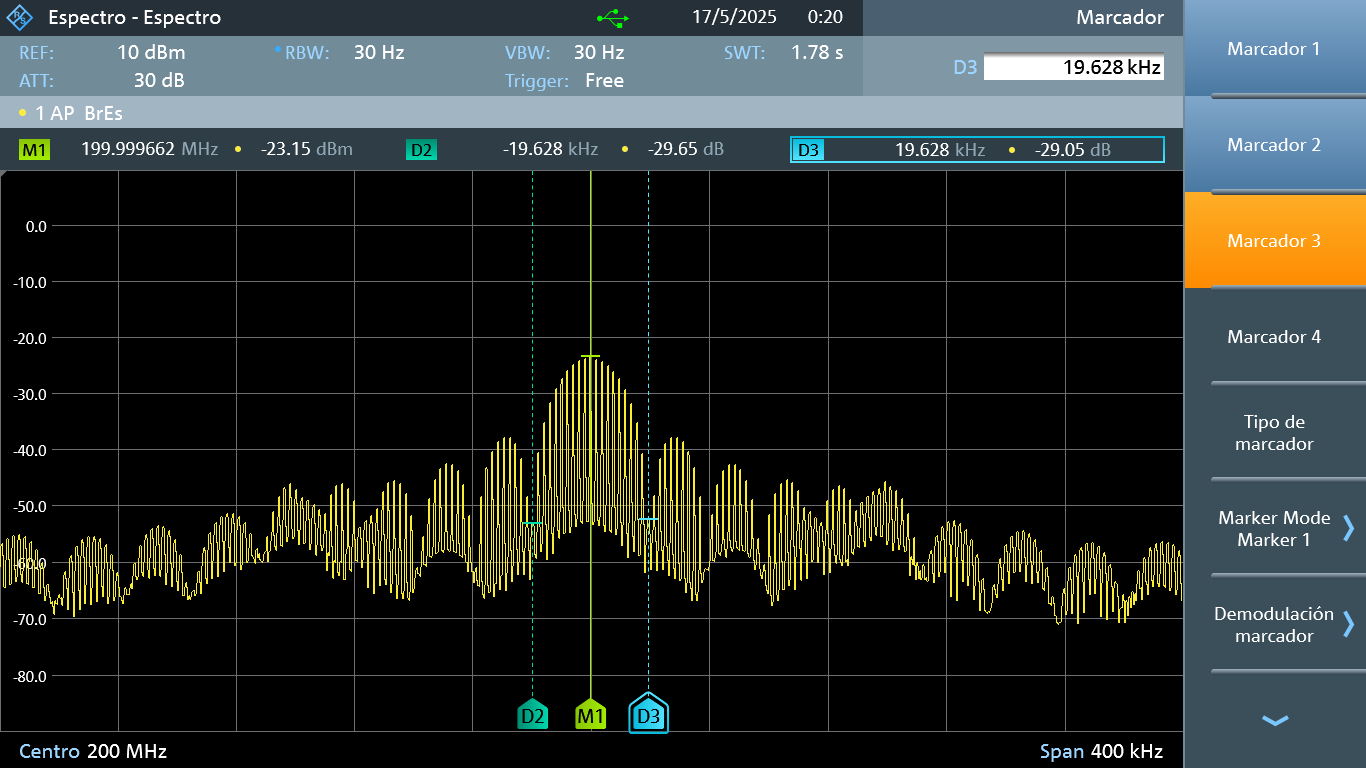 Espectro - Espectro 17/5/2025 0:20 Marcador
REF: 10 dBm RBW: 30 Hz VBW: 30 Hz SWT: 1.78 s
ATT: 30 dB Trigger: Free
D3 19.628 kHz
1 AP BrEs
M1 199.999662 MHz • -23.15 dBm D2 -19.628 kHz • -29.65 dB D3 19.628 kHz • -29.05 dB
0.0
-10.0
-20.0
-30.0
-40.0
-50.0
-60.0
-70.0
-80.0
D2 M1 D3
Centro 200 MHz Span 400 kHz
Marcador 1
Marcador 2
Marcador 3
Marcador 4
Tipo de
marcador
Marker Mode
Marker 1
Demodulación
marcador